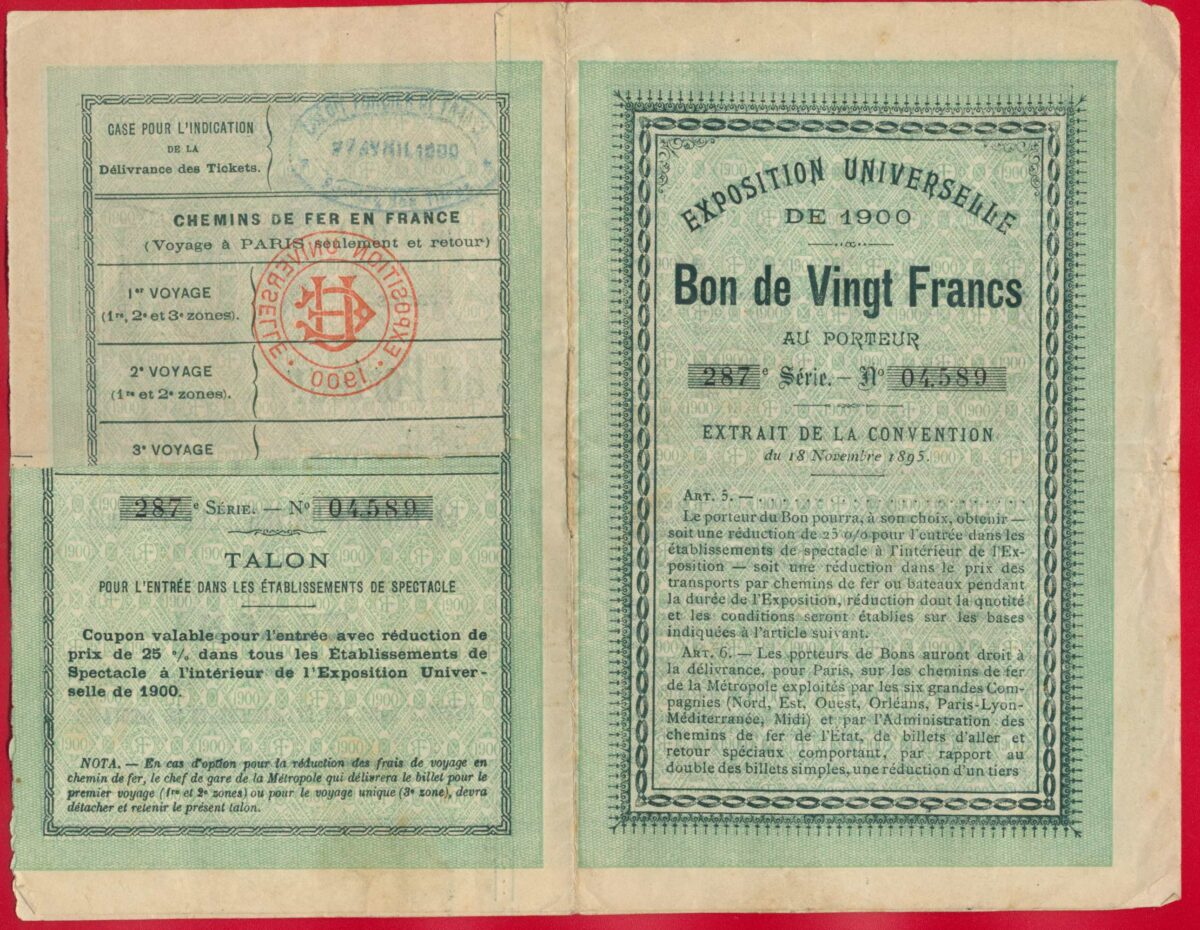 CASE POUR L'INDICATION
DE LA
Délivrance des Tickets.
CRÉDIT FONCIER DE FRANCE
27 AVRIL 1900
CHEMINS DE FER EN FRANCE
(Voyage à PARIS seulement et retour)
EXPOSITION UNIVERSELLE
1900
1er VOYAGE
(1re, 2e et 3e zones).
2e VOYAGE
(1re et 2e zones).
3e VOYAGE
287e SÉRIE. — No 04.589
TALON
POUR L'ENTRÉE DANS LES ÉTABLISSEMENTS DE SPECTACLE
Coupon valable pour l'entrée avec réduction de
prix de 25 % dans tous les Établissements de
Spectacle à l'intérieur de l'Exposition Univer-
selle de 1900.
NOTA. — En cas d'option pour la réduction des frais de voyage en
chemin de fer, le chef de gare de la Métropole qui délivrera le billet pour le
premier voyage (1re et 2e zones) ou pour le voyage unique (3e zone), devra
détacher et retenir le présent talon.
EXPOSITION UNIVERSELLE
DE 1900
Bon de Vingt Francs
AU PORTEUR
287e Série. — No 04.589
EXTRAIT DE LA CONVENTION
du 18 Novembre 1895.
ART. 5. — . . . . . . . . . . . . . . . . . . . .
Le porteur du Bon pourra, à son choix, obtenir —
soit une réduction de 25 o/o pour l'entrée dans les
établissements de spectacle à l'intérieur de l'Ex-
position — soit une réduction dans le prix des
transports par chemins de fer ou bateaux pendant
la durée de l'Exposition, réduction dont la quotité
et les conditions seront établies sur les bases
indiquées à l'article suivant.
ART. 6. — Les porteurs de Bons auront droit à
la délivrance, pour Paris, sur les chemins de fer
de la Métropole exploités par les six grandes Com-
pagnies (Nord, Est, Ouest, Orléans, Paris-Lyon-
Méditerranée, Midi) et par l'Administration des
chemins de fer de l'État, de billets d'aller et
retour spéciaux comportant, par rapport au
double des billets simples, une réduction d'un tiers